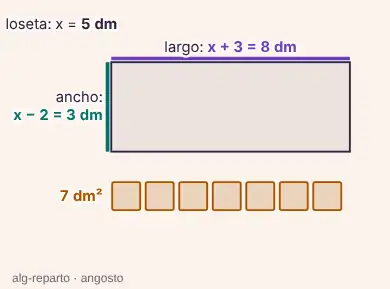 loseta: x = 5 dm
largo: x + 3 = 8 dm
ancho:
x − 2 = 3 dm
7 dm²
alg-reparto · angosto